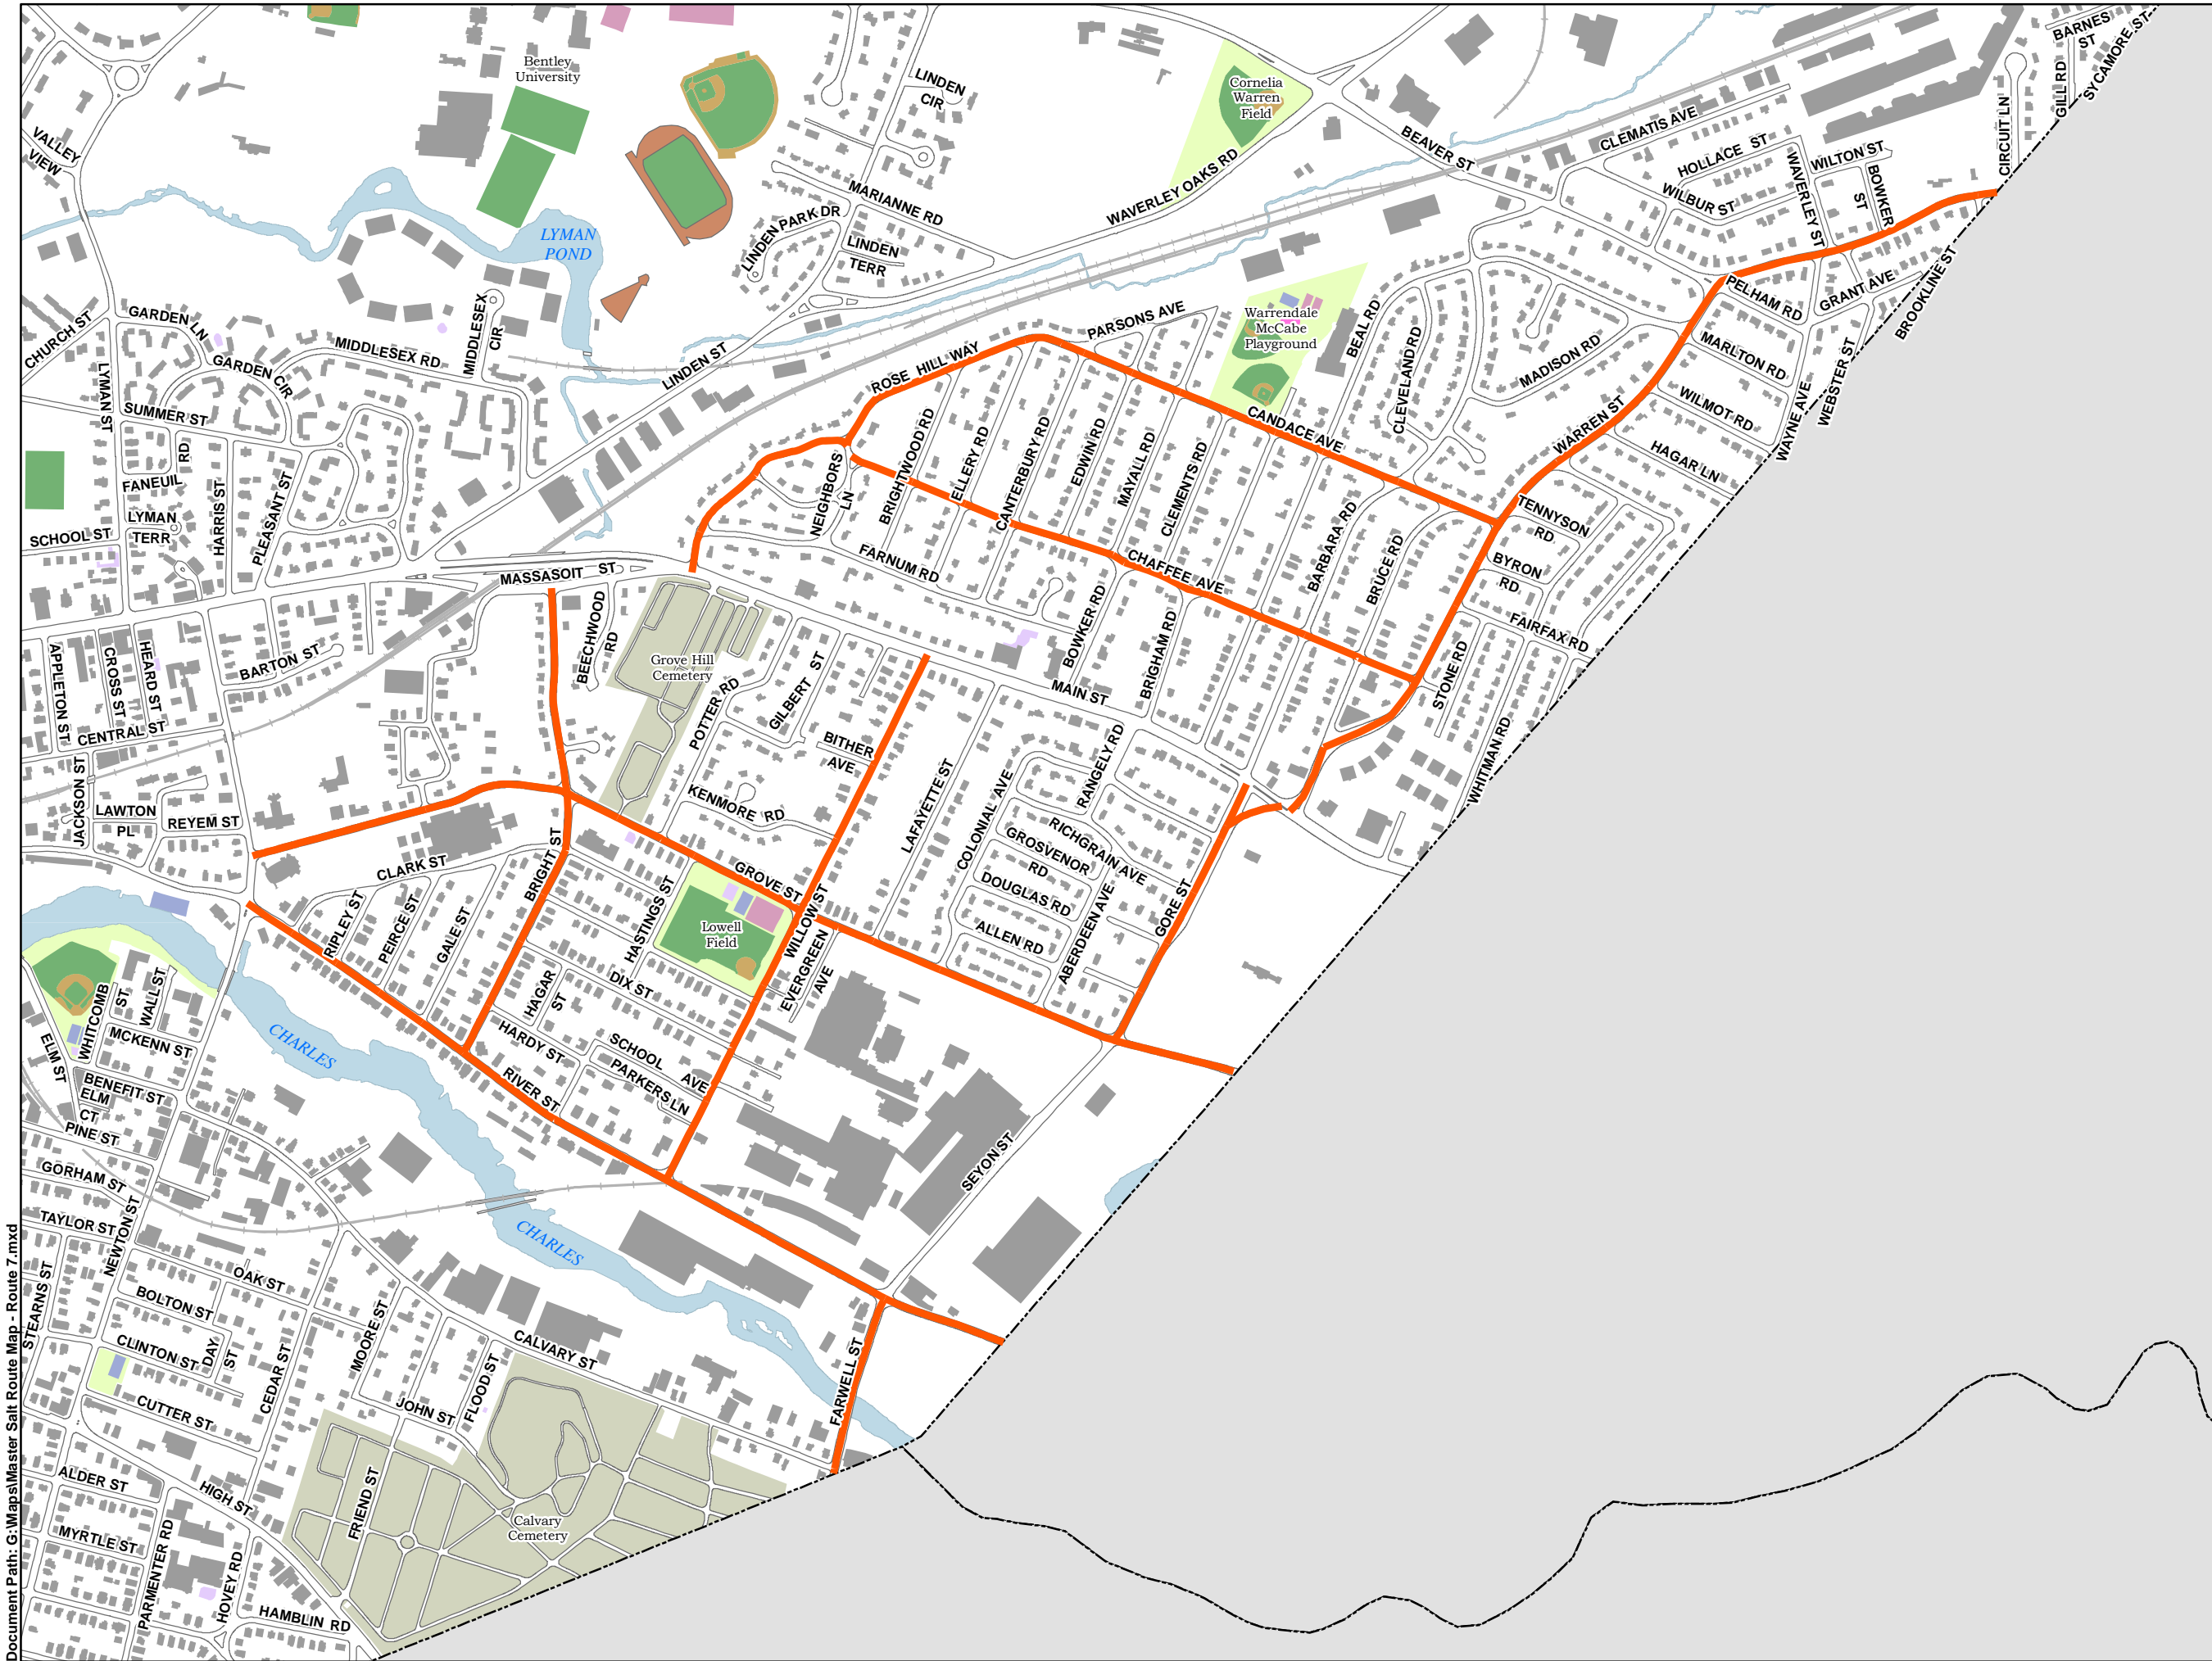 BARNES
ST
SYCAMORE ST
GILL RD
CIRCUIT LN
Bentley
University
LINDEN
CIR
Cornelia
Warren
Field
BEAVER ST
CLEMATIS AVE
HOLLACE ST
WILTON ST
WAVERLEY ST
BOWKER
ST
WILBUR ST
VALLEY
VIEW
MARIANNE RD
WAVERLEY OAKS RD
LINDEN PARK DR
LINDEN
TERR
LYMAN
POND
BROOKLINE ST
GRANT AVE
PELHAM RD
GARDEN LN
CHURCH ST
MIDDLESEX
CIR
MIDDLESEX RD
GARDEN CIR
LYMAN ST
SUMMER ST
LINDEN ST
PARSONS AVE
Warrendale
McCabe
Playground
BEAL RD
CLEVELAND RD
MADISON RD
MARLTON RD
WILMOT RD
WEBSTER ST
WAYNE AVE
HAGAR LN
WARREN ST
ROSE HILL WAY
CANDACE AVE
RD
FANEUIL
LYMAN
TERR
HARRIS ST
PLEASANT ST
SCHOOL ST
NEIGHBORS
LN
BRIGHTWOOD RD
ELLERY RD
CANTERBURY RD
EDWIN RD
MAYALL RD
CLEMENTS RD
BARBARA RD
BRUCE RD
TENNYSON
RD
BYRON
RD
FAIRFAX RD
FARNUM RD
CHAFFEE AVE
MASSASOIT ST
BEECHWOOD
RD
Grove Hill
Cemetery
BOWKER RD
BRIGHAM RD
STONE RD
WHITMAN RD
MAIN ST
APPLETON ST
CROSS ST
HEARD ST
BARTON ST
CENTRAL ST
POTTER RD
GILBERT ST
BITHER
AVE
KENMORE RD
LAFAYETTE ST
COLONIAL AVE
RANGELY RD
RICHGRAIN AVE
GROSVENOR
RD
DOUGLAS RD
ALLEN RD
ABERDEEN AVE
GORE ST
JACKSON ST
LAWTON
PL
REYEM ST
CLARK ST
BRIGHT ST
GROVE ST
WILLOW ST
EVERGREEN
AVE
Lowell
Field
HASTINGS ST
RIPLEY ST
PEIRCE ST
GALE ST
HAGAR
ST
DIX ST
HARDY ST
SCHOOL AVE
PARKERS LN
RIVER ST
CHARLES
WHITCOMB
ST
WALL ST
MCKENN ST
ELM ST
BENEFIT ST
ELM
CT
PINE ST
GORHAM ST
TAYLOR ST
NEWTON ST
SEYON ST
CHARLES
STEARNS ST
OAK ST
BOLTON ST
CLINTON ST
DAY
ST
CEDAR ST
MOORE ST
CUTTER ST
JOHN ST
FLOOD ST
CALVARY ST
FARWELL ST
ALDER ST
HIGH ST
FRIEND ST
MYRTLE ST
PARMENTER RD
HOVEY RD
HAMBLIN RD
Calvary
Cemetery
Document Path: G:\Maps\Master Salt Route Map - Route 7.mxd